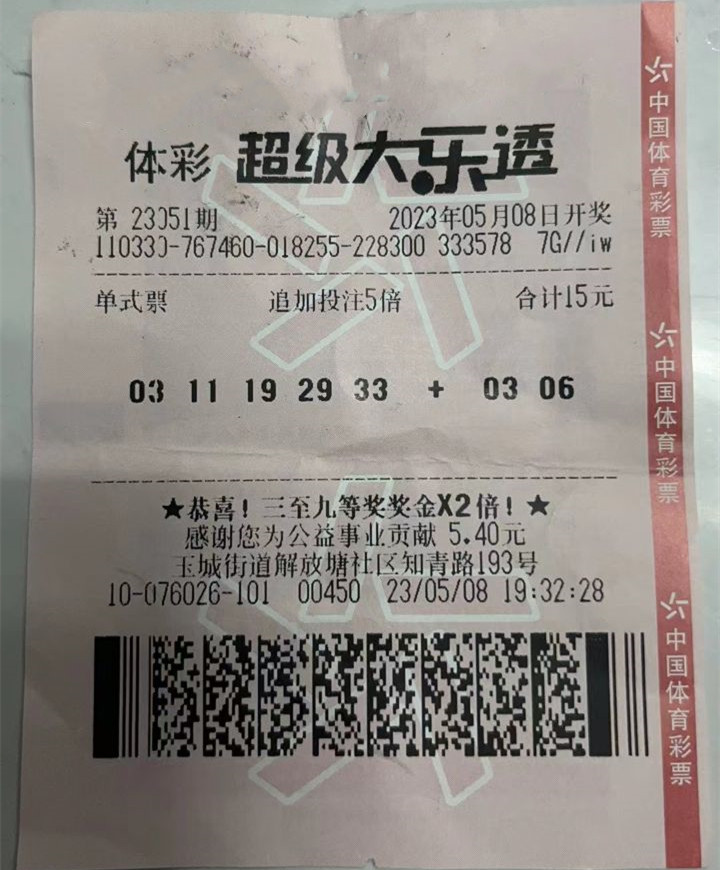 体彩 超级大乐透
第 23051期 2023年05月08日开奖
110330-767460-018255-228300 333578 7G//iw
单式票 追加投注5倍 合计15元
03 11 19 29 33 + 03 06
★恭喜！三至九等奖奖金X2倍！★
感谢您为公益事业贡献 5.40元
玉城街道解放塘社区知青路193号
10-076026-101 00450 23/05/08 19:32:28
中国体育彩票
中国体育彩票
中国体育彩票